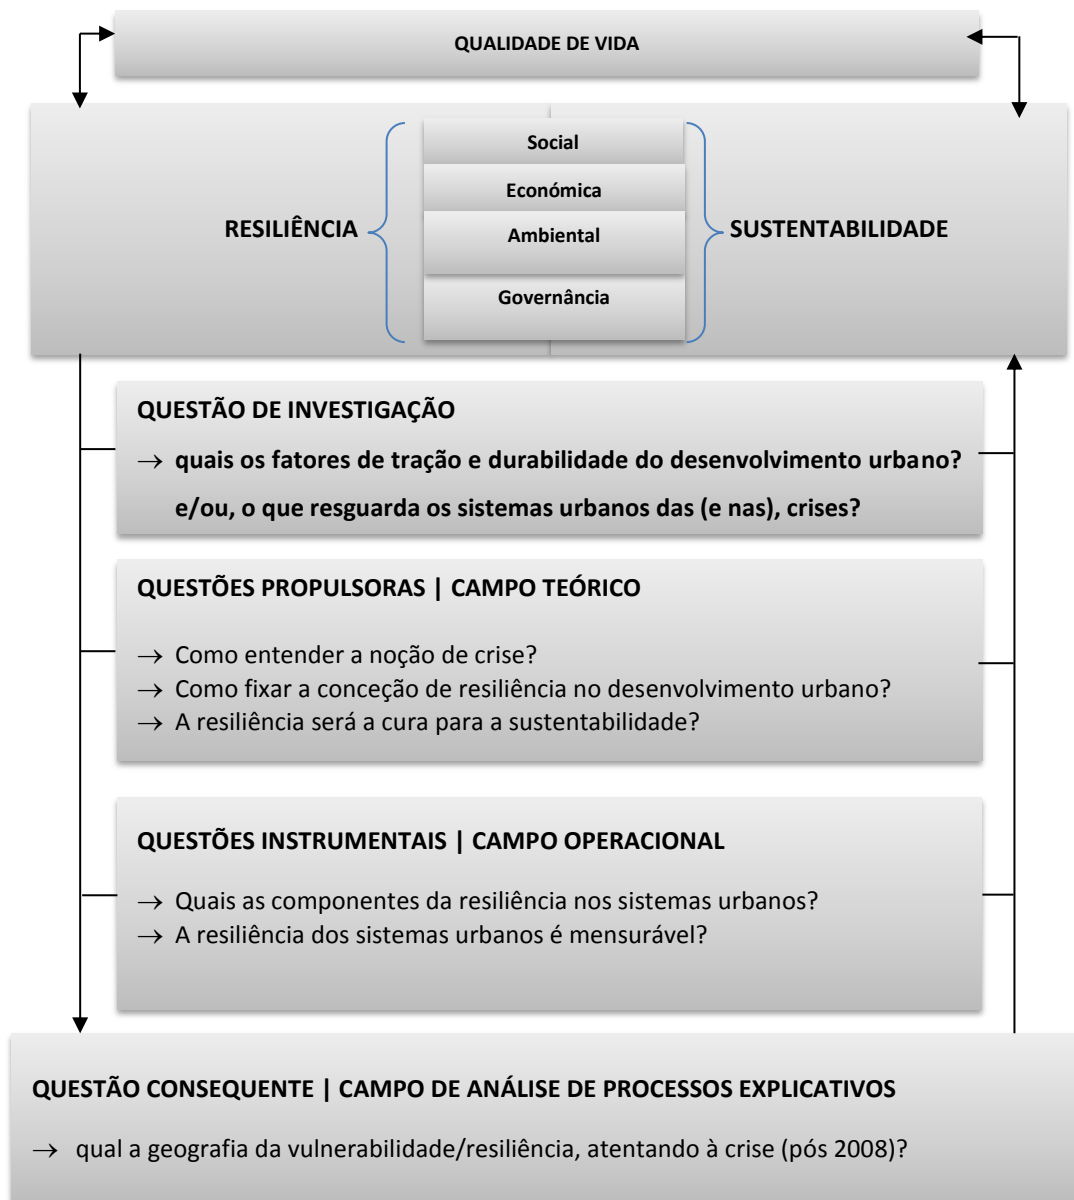 QUALIDADE DE VIDA
Social
Económica
RESILIÊNCIA
Ambiental
SUSTENTABILIDADE
Governância
QUESTÃO DE INVESTIGAÇÃO
→ quais os fatores de tração e durabilidade do desenvolvimento urbano?
e/ou, o que resguarda os sistemas urbanos das (e nas), crises?
QUESTÕES PROPULSORAS | CAMPO TEÓRICO
→ Como entender a noção de crise?
→ Como fixar a conceção de resiliência no desenvolvimento urbano?
→ A resiliência será a cura para a sustentabilidade?
QUESTÕES INSTRUMENTAIS | CAMPO OPERACIONAL
→ Quais as componentes da resiliência nos sistemas urbanos?
→ A resiliência dos sistemas urbanos é mensurável?
QUESTÃO CONSEQUENTE | CAMPO DE ANÁLISE DE PROCESSOS EXPLICATIVOS
→ qual a geografia da vulnerabilidade/resiliência, atentando à crise (pós 2008)?